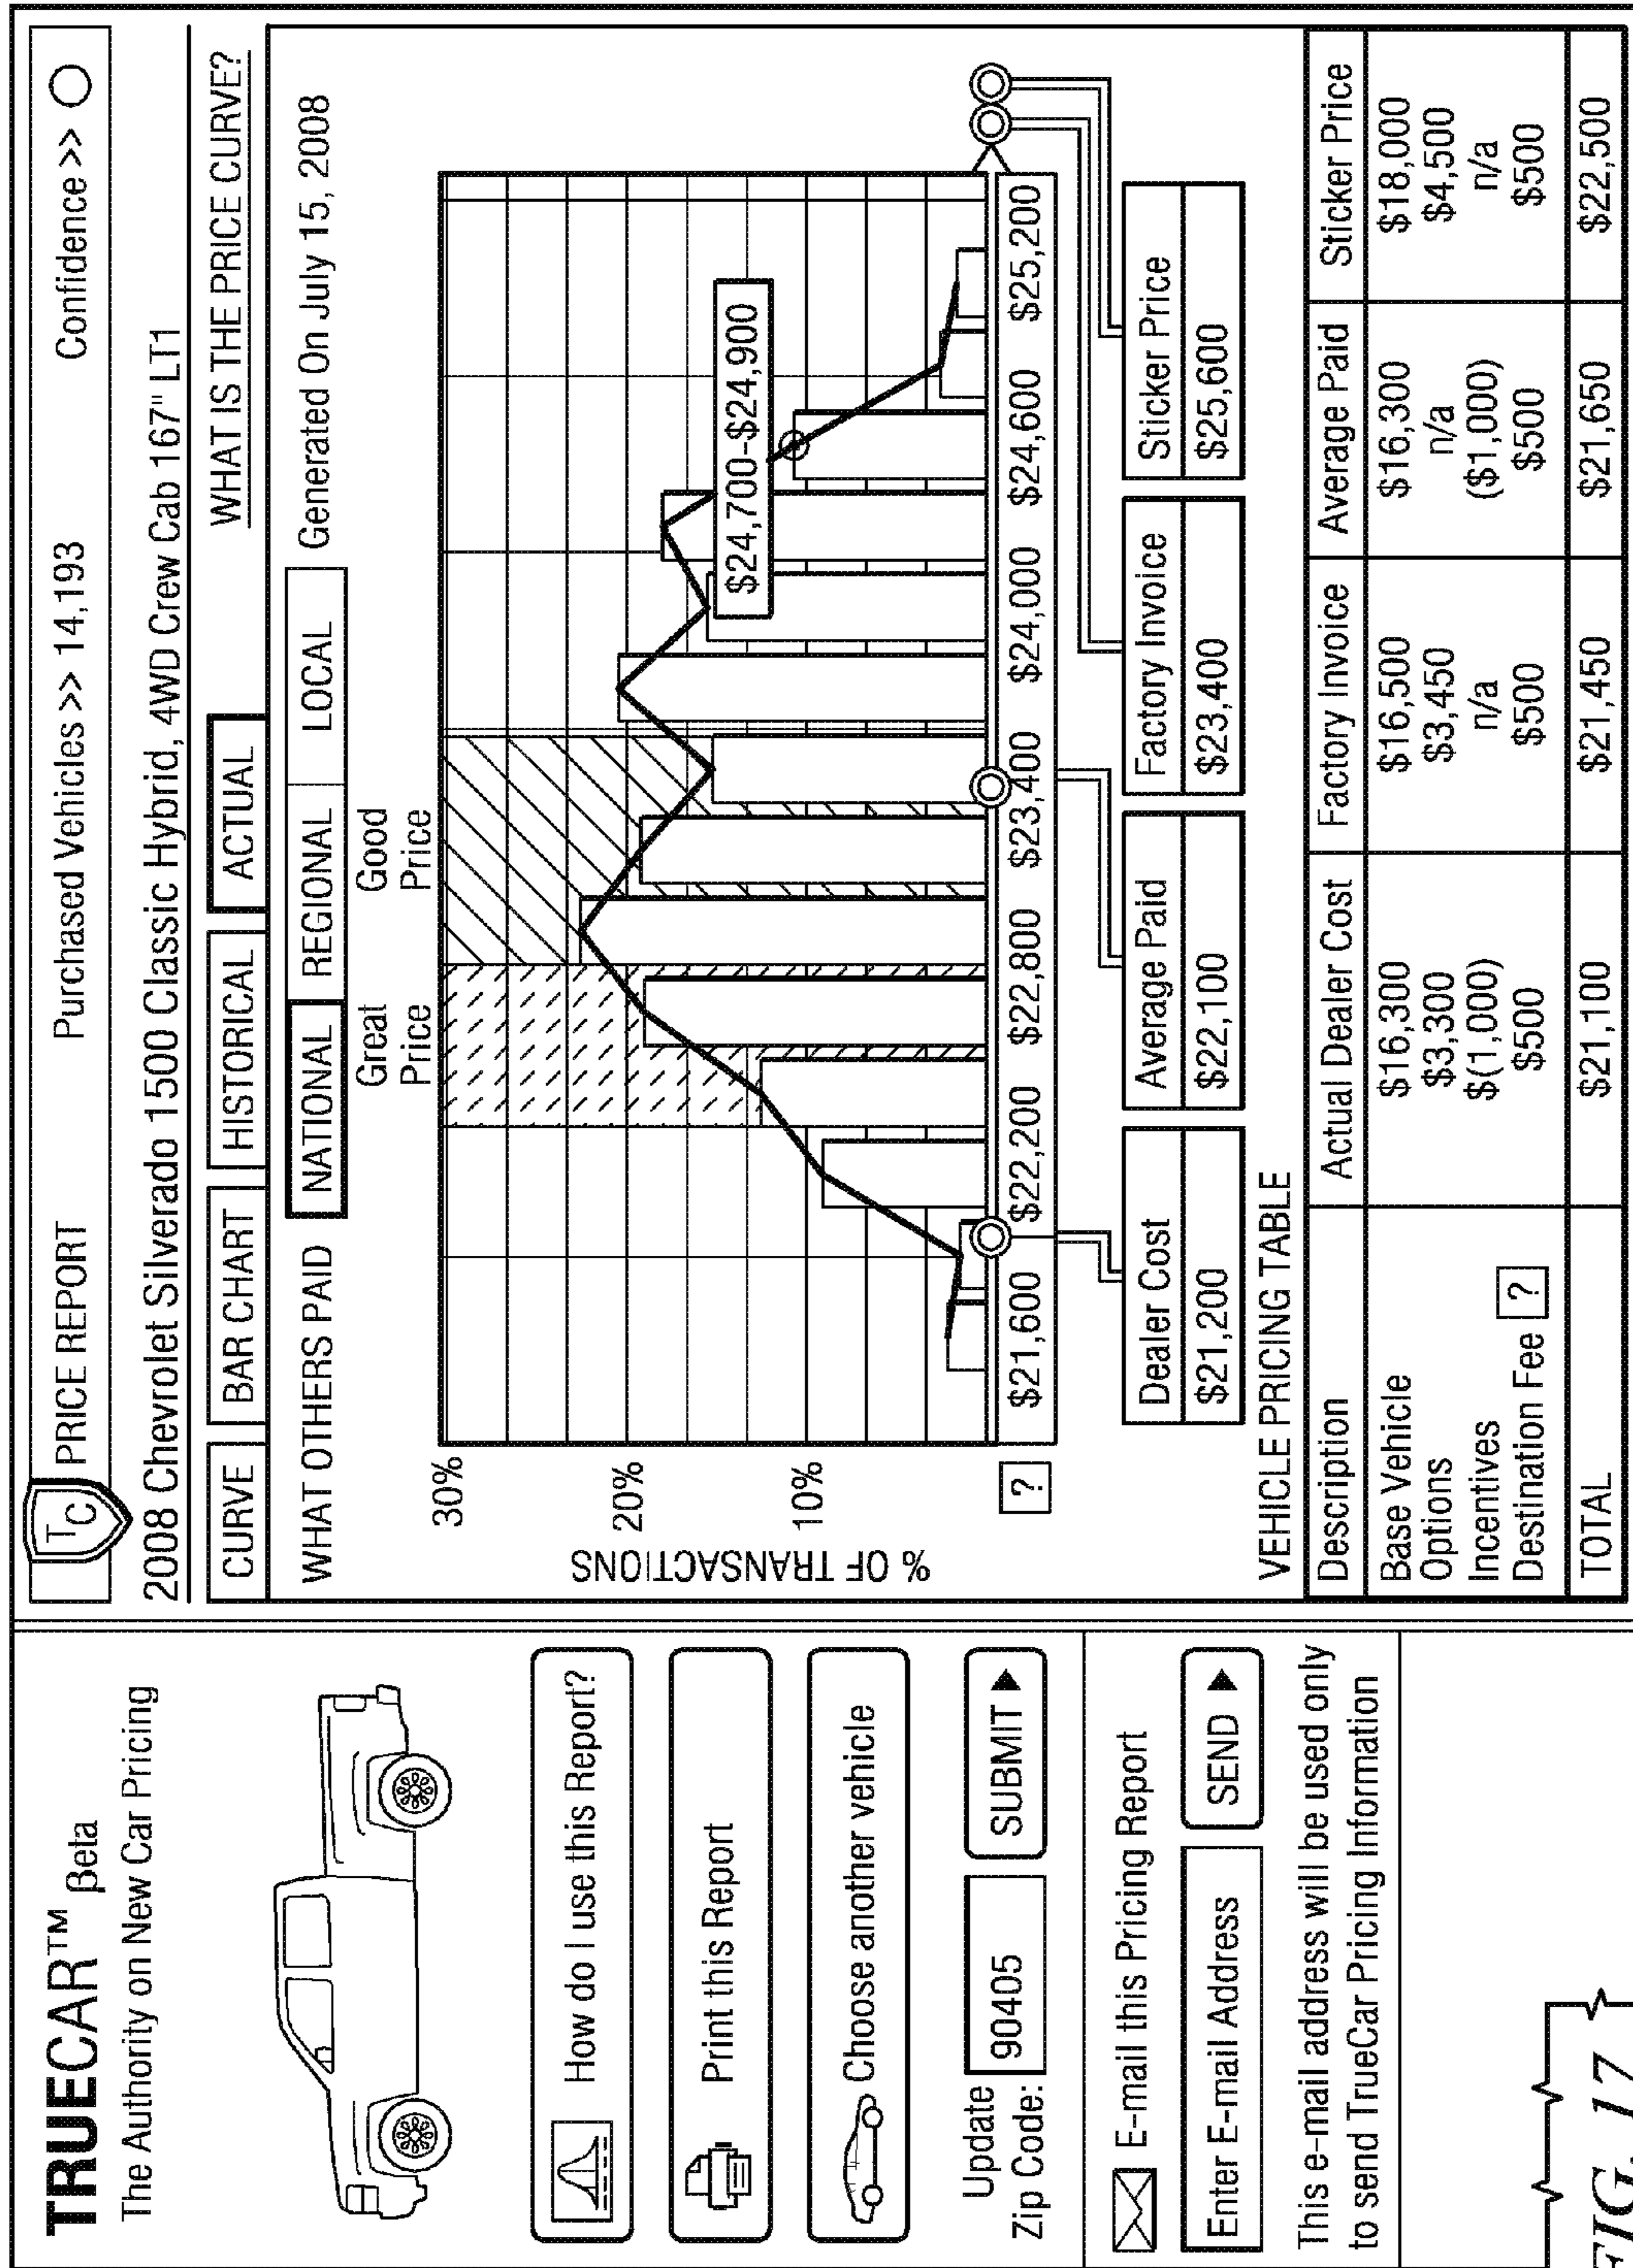 TRUECAR™ βeta
The Authority on New Car Pricing
How do I use this Report?
Print this Report
Choose another vehicle
Update
Zip Code:
90405
SUBMIT ▶
E-mail this Pricing Report
Enter E-mail Address
SEND ▶
This e-mail address will be used only
to send TrueCar Pricing Information
TC PRICE REPORT Purchased Vehicles >> 14,193 Confidence >>
2008 Chevrolet Silverado 1500 Classic Hybrid, 4WD Crew Cab 167" LT1
CURVE BAR CHART HISTORICAL ACTUAL WHAT IS THE PRICE CURVE?
WHAT OTHERS PAID NATIONAL REGIONAL LOCAL Generated On July 15, 2008
Great
Price
Good
Price
% OF TRANSACTIONS
30%
20%
10%
$24,700-$24,900
? $21,600 $22,200 $22,800 $23,400 $24,000 $24,600 $25,200
Dealer Cost Average Paid Factory Invoice Sticker Price
$21,200 $22,100 $23,400 $25,600
VEHICLE PRICING TABLE
Description Actual Dealer Cost Factory Invoice Average Paid Sticker Price
Base Vehicle $16,300 $16,500 $16,300 $18,000
Options $3,300 $3,450 n/a $4,500
Incentives $(1,000) n/a ($1,000) n/a
Destination Fee ? $500 $500 $500 $500
TOTAL $21,100 $21,450 $21,650 $22,500
FIG. 17